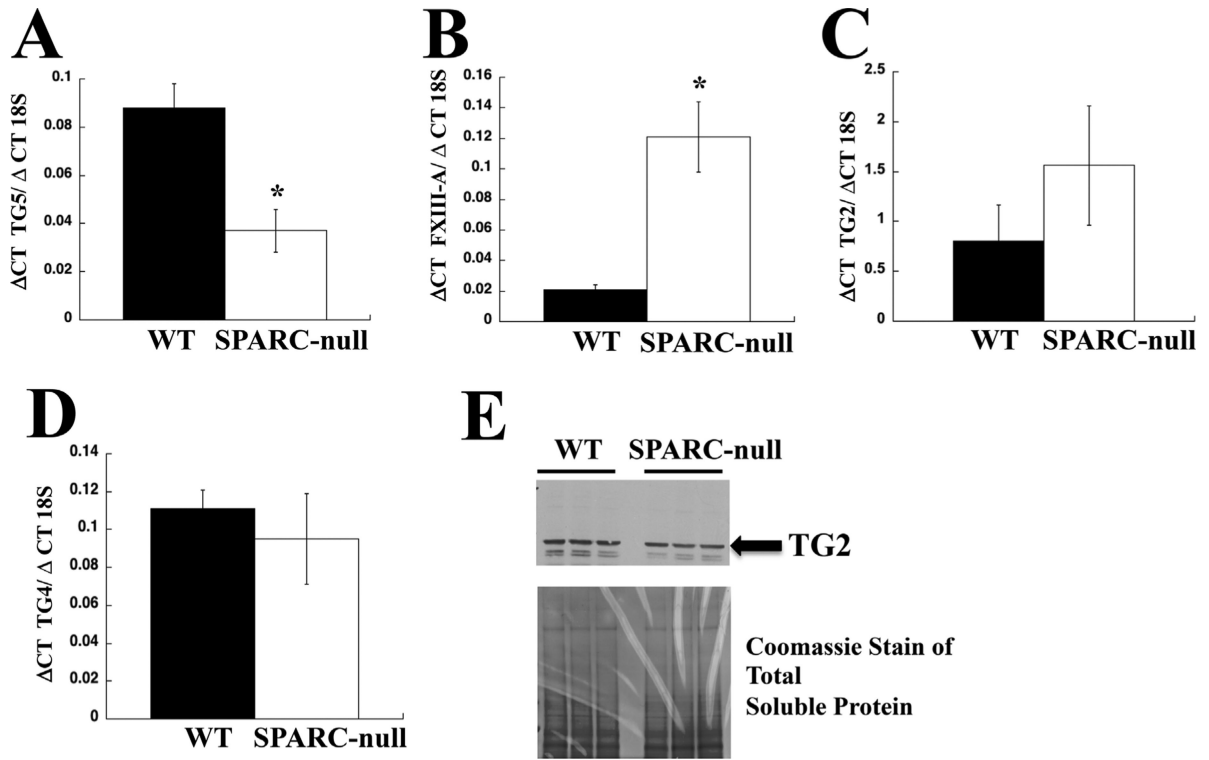 A
ΔCT TG5/ Δ CT 18S
0.1
0.08
0.06
0.04
0.02
0
*
WT SPARC-null
B
ΔCT FXIII-A/ Δ CT 18S
0.16
0.14
0.12
0.1
0.08
0.06
0.04
0.02
0
*
WT SPARC-null
C
ΔCT TG2/ ΔCT 18S
2.5
2
1.5
1
0.5
0
WT SPARC-null
D
ΔCT TG4/ Δ CT 18S
0.14
0.12
0.1
0.08
0.06
0.04
0.02
0
WT SPARC-null
E
WT SPARC-null
TG2
Coomassie Stain of
Total
Soluble Protein